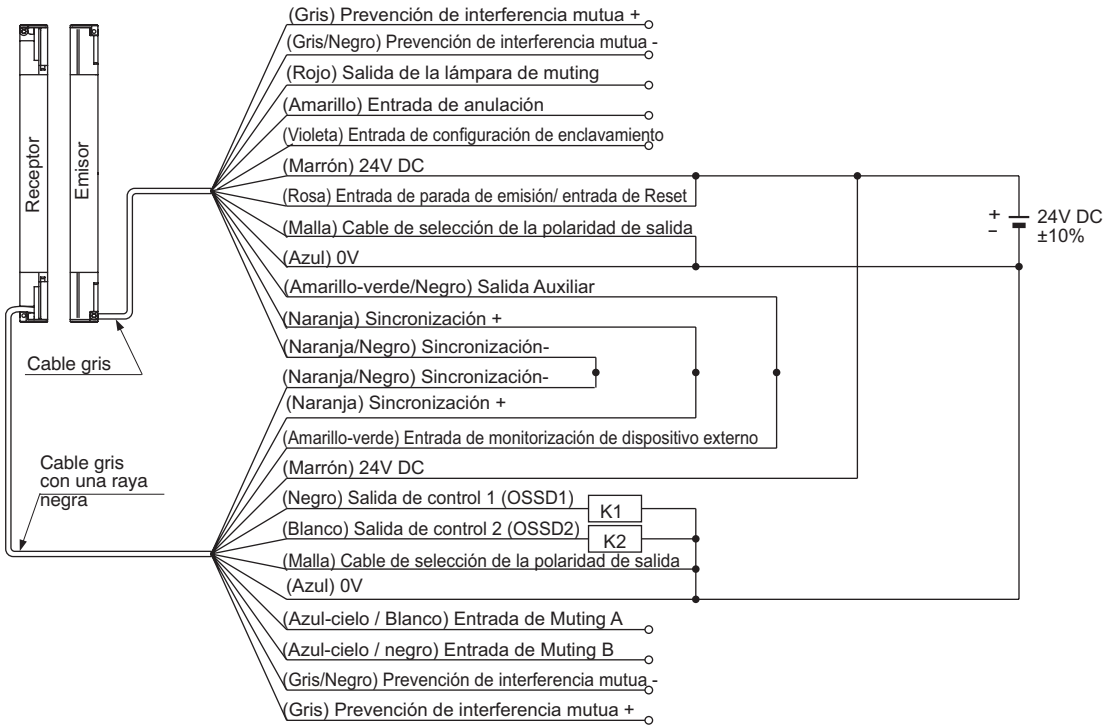 (Gris) Prevención de interferencia mutua +
(Gris/Negro) Prevención de interferencia mutua -
(Rojo) Salida de la lámpara de muting
(Amarillo) Entrada de anulación
(Violeta) Entrada de configuración de enclavamiento
(Marrón) 24V DC
(Rosa) Entrada de parada de emisión/ entrada de Reset
(Malla) Cable de selección de la polaridad de salida
(Azul) 0V
(Amarillo-verde/Negro) Salida Auxiliar
(Naranja) Sincronización +
(Naranja/Negro) Sincronización-
(Naranja/Negro) Sincronización-
(Naranja) Sincronización +
(Amarillo-verde) Entrada de monitorización de dispositivo externo
(Marrón) 24V DC
(Negro) Salida de control 1 (OSSD1)
K1
(Blanco) Salida de control 2 (OSSD2)
K2
(Malla) Cable de selección de la polaridad de salida
(Azul) 0V
(Azul-cielo / Blanco) Entrada de Muting A
(Azul-cielo / negro) Entrada de Muting B
(Gris/Negro) Prevención de interferencia mutua -
(Gris) Prevención de interferencia mutua +
Receptor
Emisor
Cable gris
Cable gris
con una raya
negra
+
-
24V DC
±10%